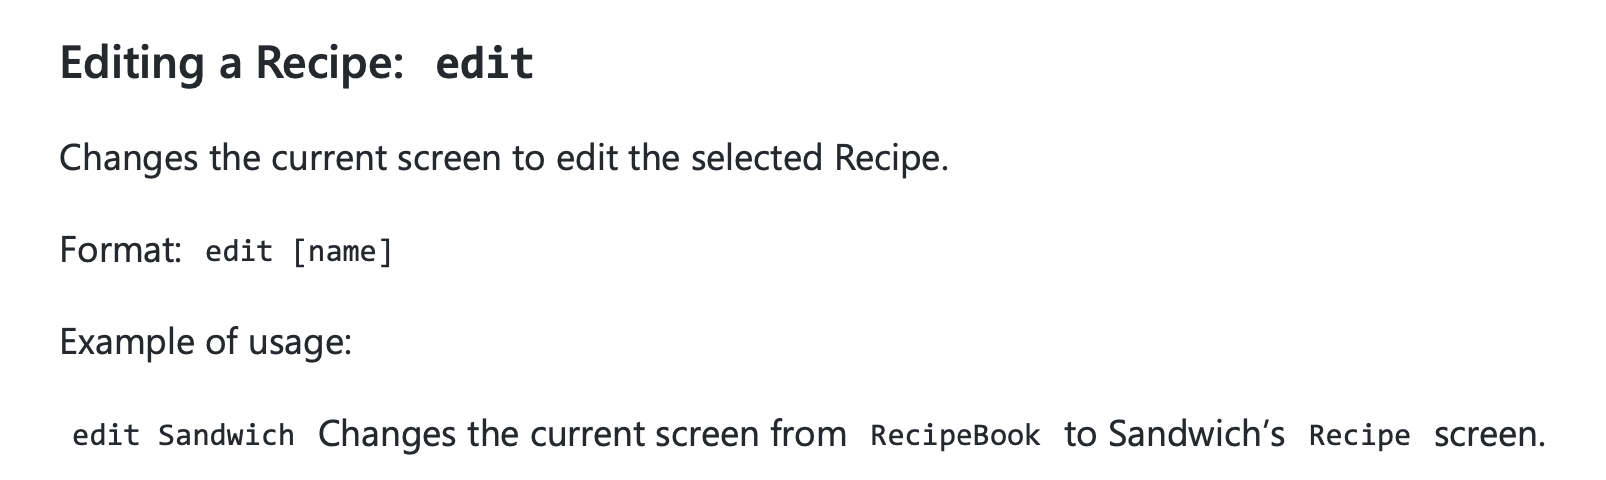 Editing a Recipe: edit
Changes the current screen to edit the selected Recipe.
Format: edit [name]
Example of usage:
edit Sandwich Changes the current screen from RecipeBook to Sandwich’s Recipe screen.